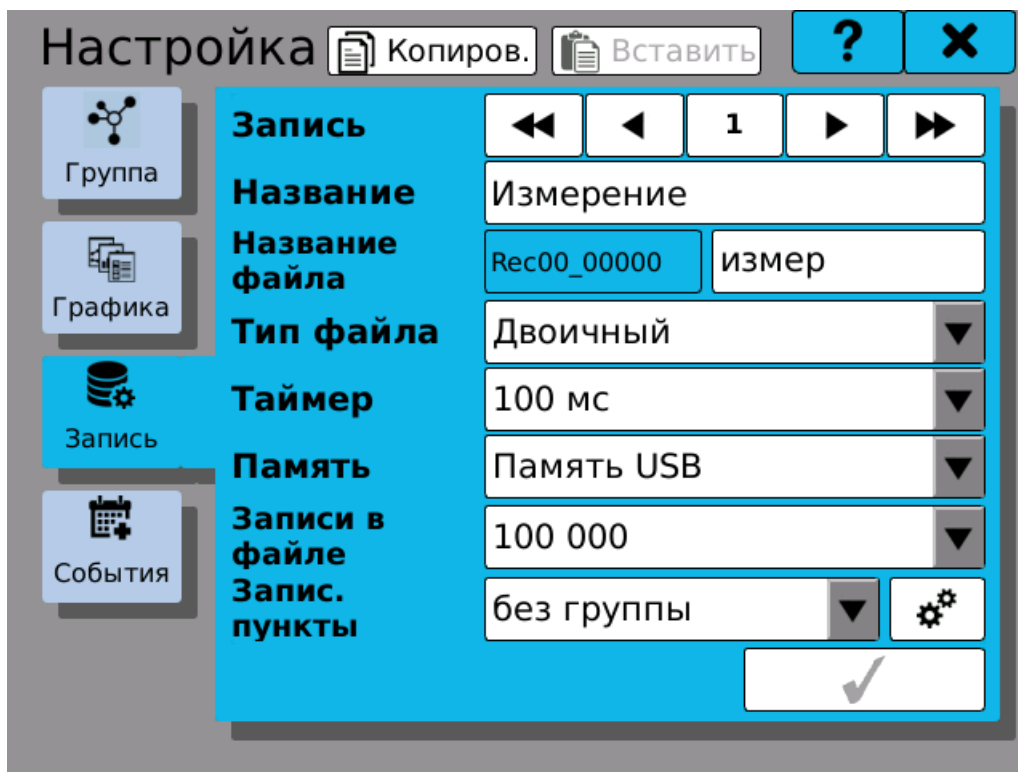 Настройка Копиров. Вставить ?
Группа
Графика
Запись
События
Запись 1
Название Измерение
Название
файла
Rec00_00000 измер
Тип файла Двоичный
Таймер 100 мс
Память Память USB
Записи в
файле
100 000
Запис.
пункты
без группы